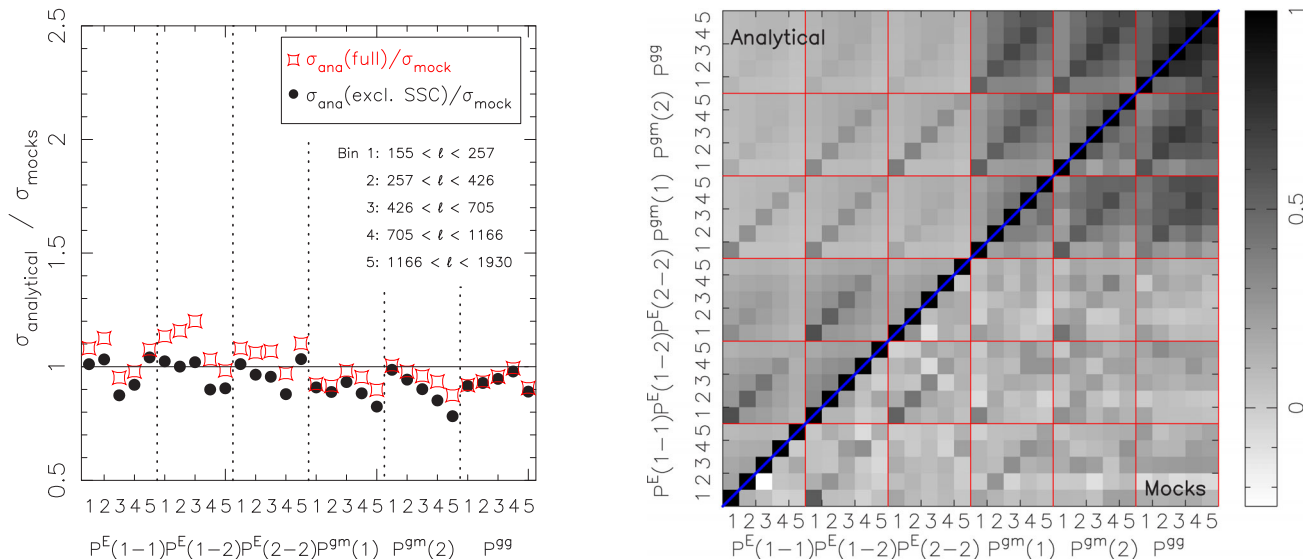 2.5
2
1.5
1
0.5
σanalytical / σmocks
σana(full)/σmock
σana(excl. SSC)/σmock
Bin 1: 155 < ℓ < 257
2: 257 < ℓ < 426
3: 426 < ℓ < 705
4: 705 < ℓ < 1166
5: 1166 < ℓ < 1930
1 2 3 4 5 1 2 3 4 5 1 2 3 4 5 1 2 3 4 5 1 2 3 4 5 1 2 3 4 5
P^E(1−1) P^E(1−2) P^E(2−2) P^gm(1) P^gm(2) P^gg
Analytical
Mocks
P^E(1−1) P^E(1−2) P^E(2−2) P^gm(1) P^gm(2) P^gg
1 2 3 4 5 1 2 3 4 5 1 2 3 4 5 1 2 3 4 5 1 2 3 4 5 1 2 3 4 5
1 2 3 4 5 1 2 3 4 5 1 2 3 4 5 1 2 3 4 5 1 2 3 4 5 1 2 3 4 5
P^E(1−1) P^E(1−2) P^E(2−2) P^gm(1) P^gm(2) P^gg
1
0.5
0